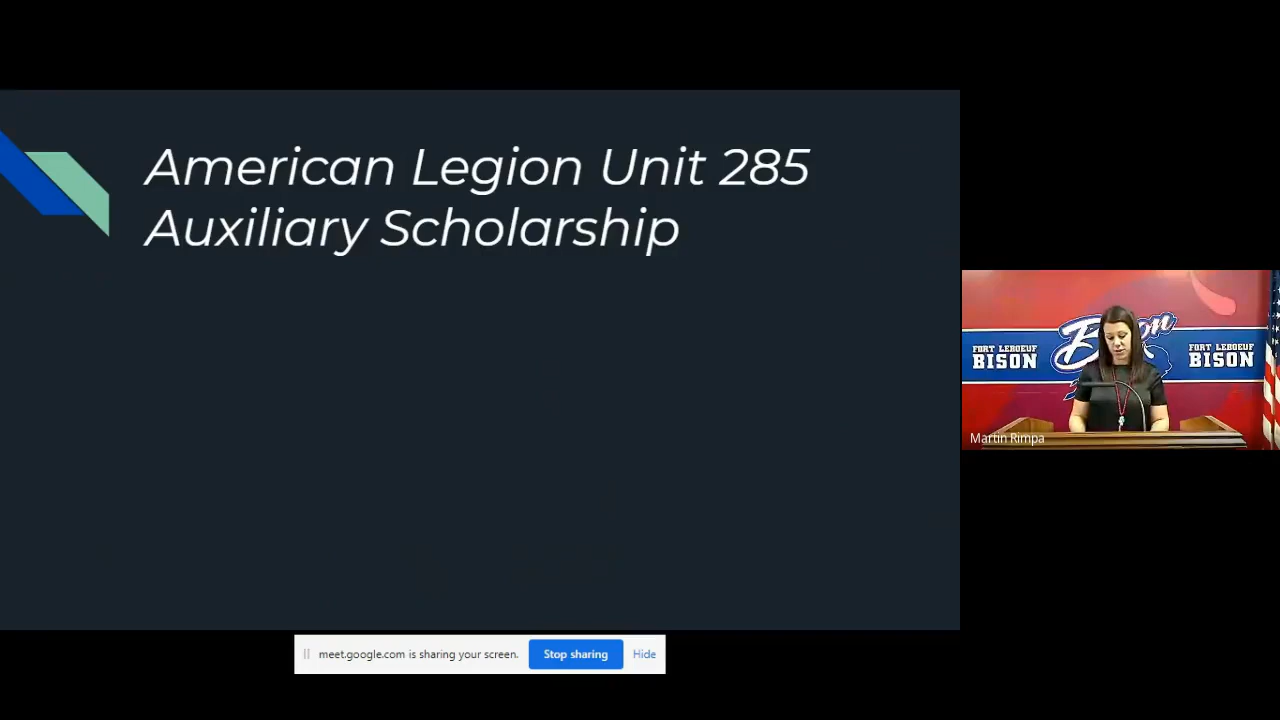 American Legion Unit 285
Auxiliary Scholarship
FORT LEBOEUF
BISON
Bison
FORT LEBOEUF
BISON
Martin Rimpa
meet.google.com is sharing your screen.
Stop sharing
Hide